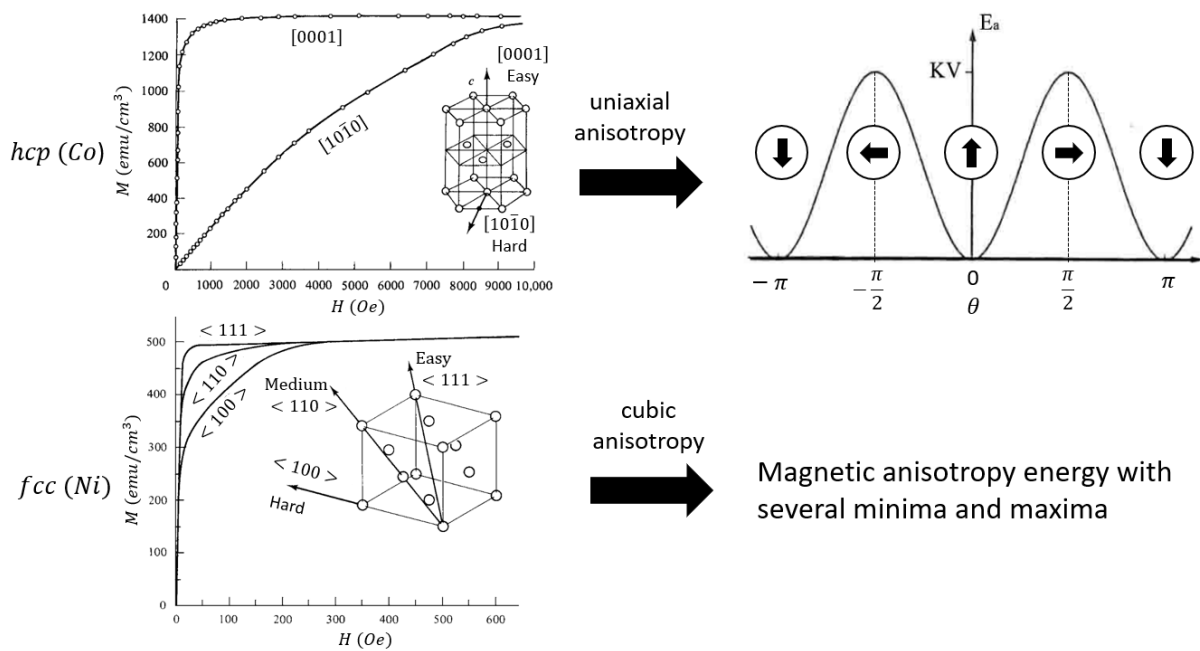 hcp (Co)
M (emu/cm³)
1400
1200
1000
800
600
400
200
0
1000
2000
3000
4000
5000
6000
7000
8000
9000
10,000
H (Oe)
[0001]
[101̅0]
[0001]
Easy
c
[101̅0]
Hard
uniaxial
anisotropy
Eₐ
KV
− π
−π/2
0
π/2
π
θ
fcc (Ni)
M (emu/cm³)
500
400
300
200
100
0
0
100
200
300
400
500
600
H (Oe)
< 111 >
< 110 >
< 100 >
Easy
< 111 >
Medium
< 110 >
< 100 >
Hard
cubic
anisotropy
Magnetic anisotropy energy with
several minima and maxima